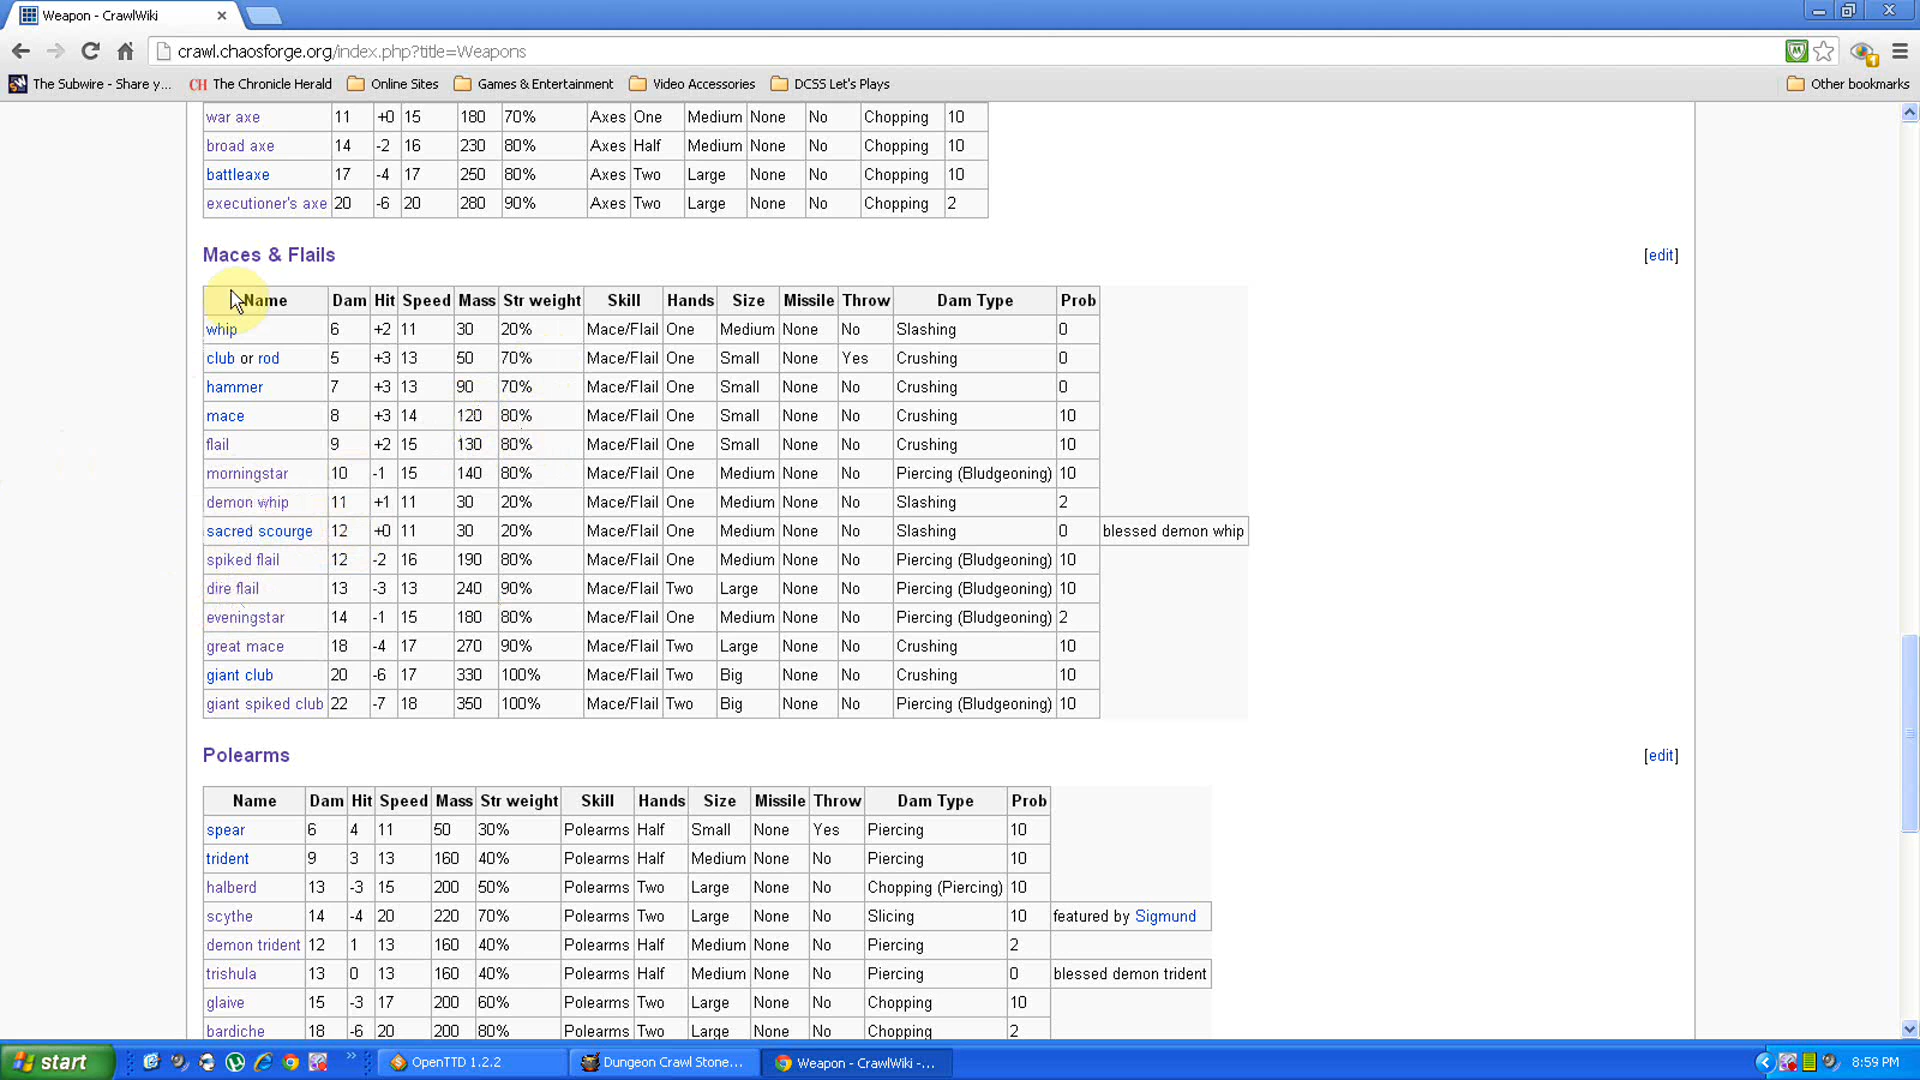 Weapon - CrawlWiki
crawl.chaosforge.org/index.php?title=Weapons
The Subwire - Share y... CH The Chronicle Herald Online Sites Games & Entertainment Video Accessories DCSS Let's Plays Other bookmarks
war axe 11 +0 15 180 70% Axes One Medium None No Chopping 10
broad axe 14 -2 16 230 80% Axes Half Medium None No Chopping 10
battleaxe 17 -4 17 250 80% Axes Two Large None No Chopping 10
executioner's axe 20 -6 20 280 90% Axes Two Large None No Chopping 2
Maces & Flails [edit]
Name Dam Hit Speed Mass Str weight Skill Hands Size Missile Throw Dam Type Prob
whip 6 +2 11 30 20% Mace/Flail One Medium None No Slashing 0
club or rod 5 +3 13 50 70% Mace/Flail One Small None Yes Crushing 0
hammer 7 +3 13 90 70% Mace/Flail One Small None No Crushing 0
mace 8 +3 14 120 80% Mace/Flail One Small None No Crushing 10
flail 9 +2 15 130 80% Mace/Flail One Small None No Crushing 10
morningstar 10 -1 15 140 80% Mace/Flail One Medium None No Piercing (Bludgeoning) 10
demon whip 11 +1 11 30 20% Mace/Flail One Medium None No Slashing 2
sacred scourge 12 +0 11 30 20% Mace/Flail One Medium None No Slashing 0 blessed demon whip
spiked flail 12 -2 16 190 80% Mace/Flail One Medium None No Piercing (Bludgeoning) 10
dire flail 13 -3 13 240 90% Mace/Flail Two Large None No Piercing (Bludgeoning) 10
eveningstar 14 -1 15 180 80% Mace/Flail One Medium None No Piercing (Bludgeoning) 2
great mace 18 -4 17 270 90% Mace/Flail Two Large None No Crushing 10
giant club 20 -6 17 330 100% Mace/Flail Two Big None No Crushing 10
giant spiked club 22 -7 18 350 100% Mace/Flail Two Big None No Piercing (Bludgeoning) 10
Polearms [edit]
Name Dam Hit Speed Mass Str weight Skill Hands Size Missile Throw Dam Type Prob
spear 6 4 11 50 30% Polearms Half Small None Yes Piercing 10
trident 9 3 13 160 40% Polearms Half Medium None No Piercing 10
halberd 13 -3 15 200 50% Polearms Two Large None No Chopping (Piercing) 10
scythe 14 -4 20 220 70% Polearms Two Large None No Slicing 10 featured by Sigmund
demon trident 12 1 13 160 40% Polearms Half Medium None No Piercing 2
trishula 13 0 13 160 40% Polearms Half Medium None No Piercing 0 blessed demon trident
glaive 15 -3 17 200 60% Polearms Two Large None No Chopping 10
bardiche 18 -6 20 200 80% Polearms Two Large None No Chopping 2
start OpenTTD 1.2.2 Dungeon Crawl Stone... Weapon - CrawlWiki -... 8:59 PM